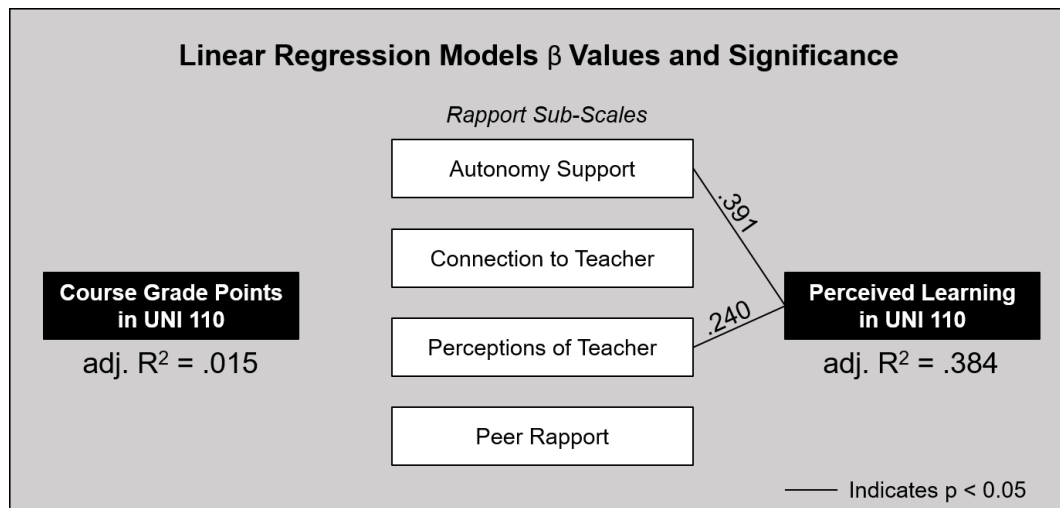 Linear Regression Models β Values and Significance
Rapport Sub-Scales
Autonomy Support
.391
Connection to Teacher
Course Grade Points
in UNI 110
adj. R² = .015
Perceived Learning
in UNI 110
adj. R² = .384
.240
Perceptions of Teacher
Peer Rapport
Indicates p < 0.05